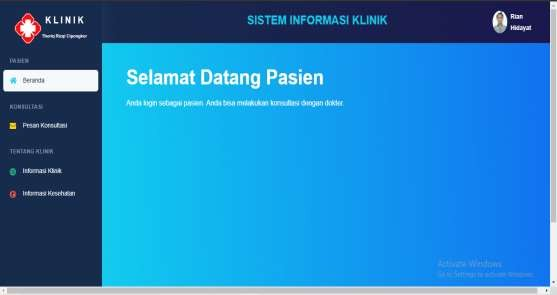 KLINIK
SISTEM INFORMASI KLINIK
Rian
Hidayat
PASIEN
Beranda
KONSULTASI
Pesan Konsultasi
TENTANG KLINIK
Informasi Klinik
Informasi Kesehatan
Selamat Datang Pasien
Anda login sebagai pasien. Anda bisa melakukan konsultasi dengan dokter.
Activate Windows
Go to Settings to activate Windows.